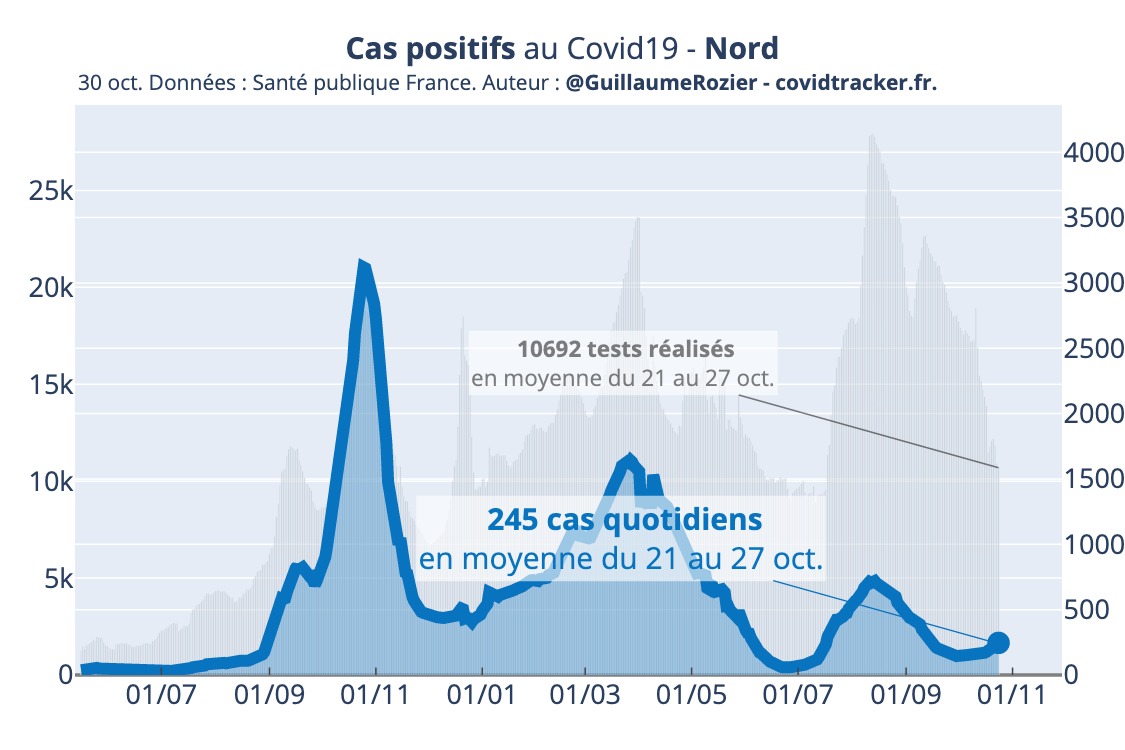 Cas positifs au Covid19 - Nord
30 oct. Données : Santé publique France. Auteur : @GuillaumeRozier - covidtracker.fr.
4000
25k
3500
20k
3000
10692 tests réalisés
en moyenne du 21 au 27 oct.
2500
15k
2000
10k
1500
245 cas quotidiens
en moyenne du 21 au 27 oct.
1000
5k
500
0
0
01/07 01/09 01/11 01/01 01/03 01/05 01/07 01/09 01/11